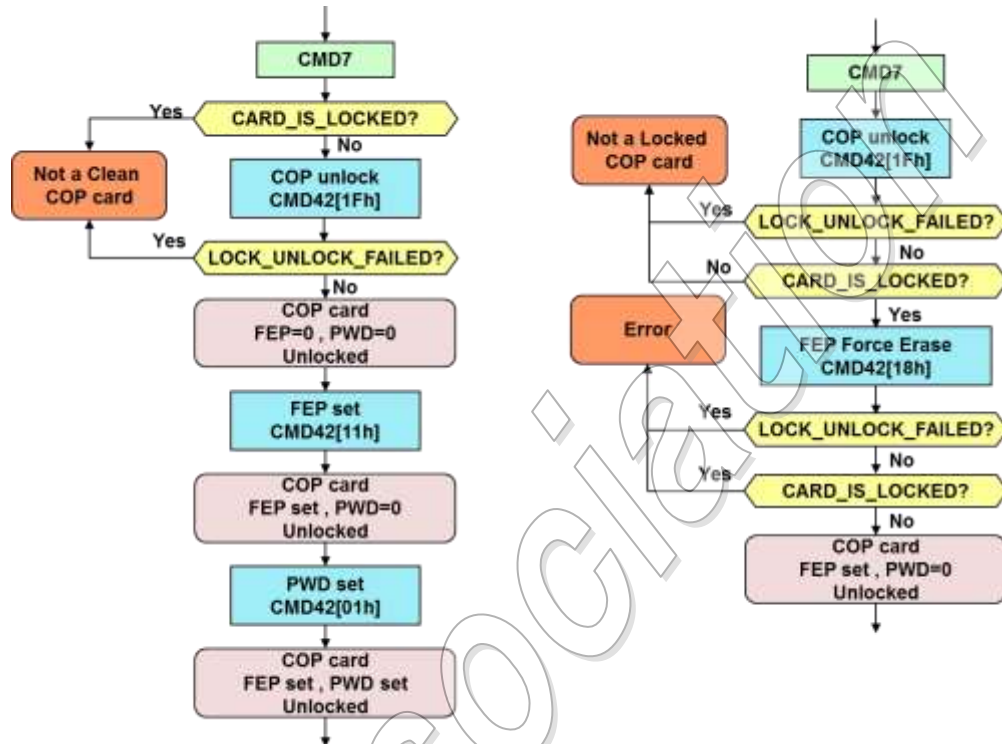 CMD7
Yes
CARD_IS_LOCKED?
No
Not a Clean
COP card
COP unlock
CMD42[1Fh]
Yes
LOCK_UNLOCK_FAILED?
No
COP card
FEP=0 , PWD=0
Unlocked
FEP set
CMD42[11h]
COP card
FEP set , PWD=0
Unlocked
PWD set
CMD42[01h]
COP card
FEP set , PWD set
Unlocked
CMD7
Not a Locked
COP card
COP unlock
CMD42[1Fh]
Yes
LOCK_UNLOCK_FAILED?
No
No
CARD_IS_LOCKED?
Yes
Error
FEP Force Erase
CMD42[18h]
Yes
LOCK_UNLOCK_FAILED?
No
Yes
CARD_IS_LOCKED?
No
COP card
FEP set , PWD=0
Unlocked
ociation